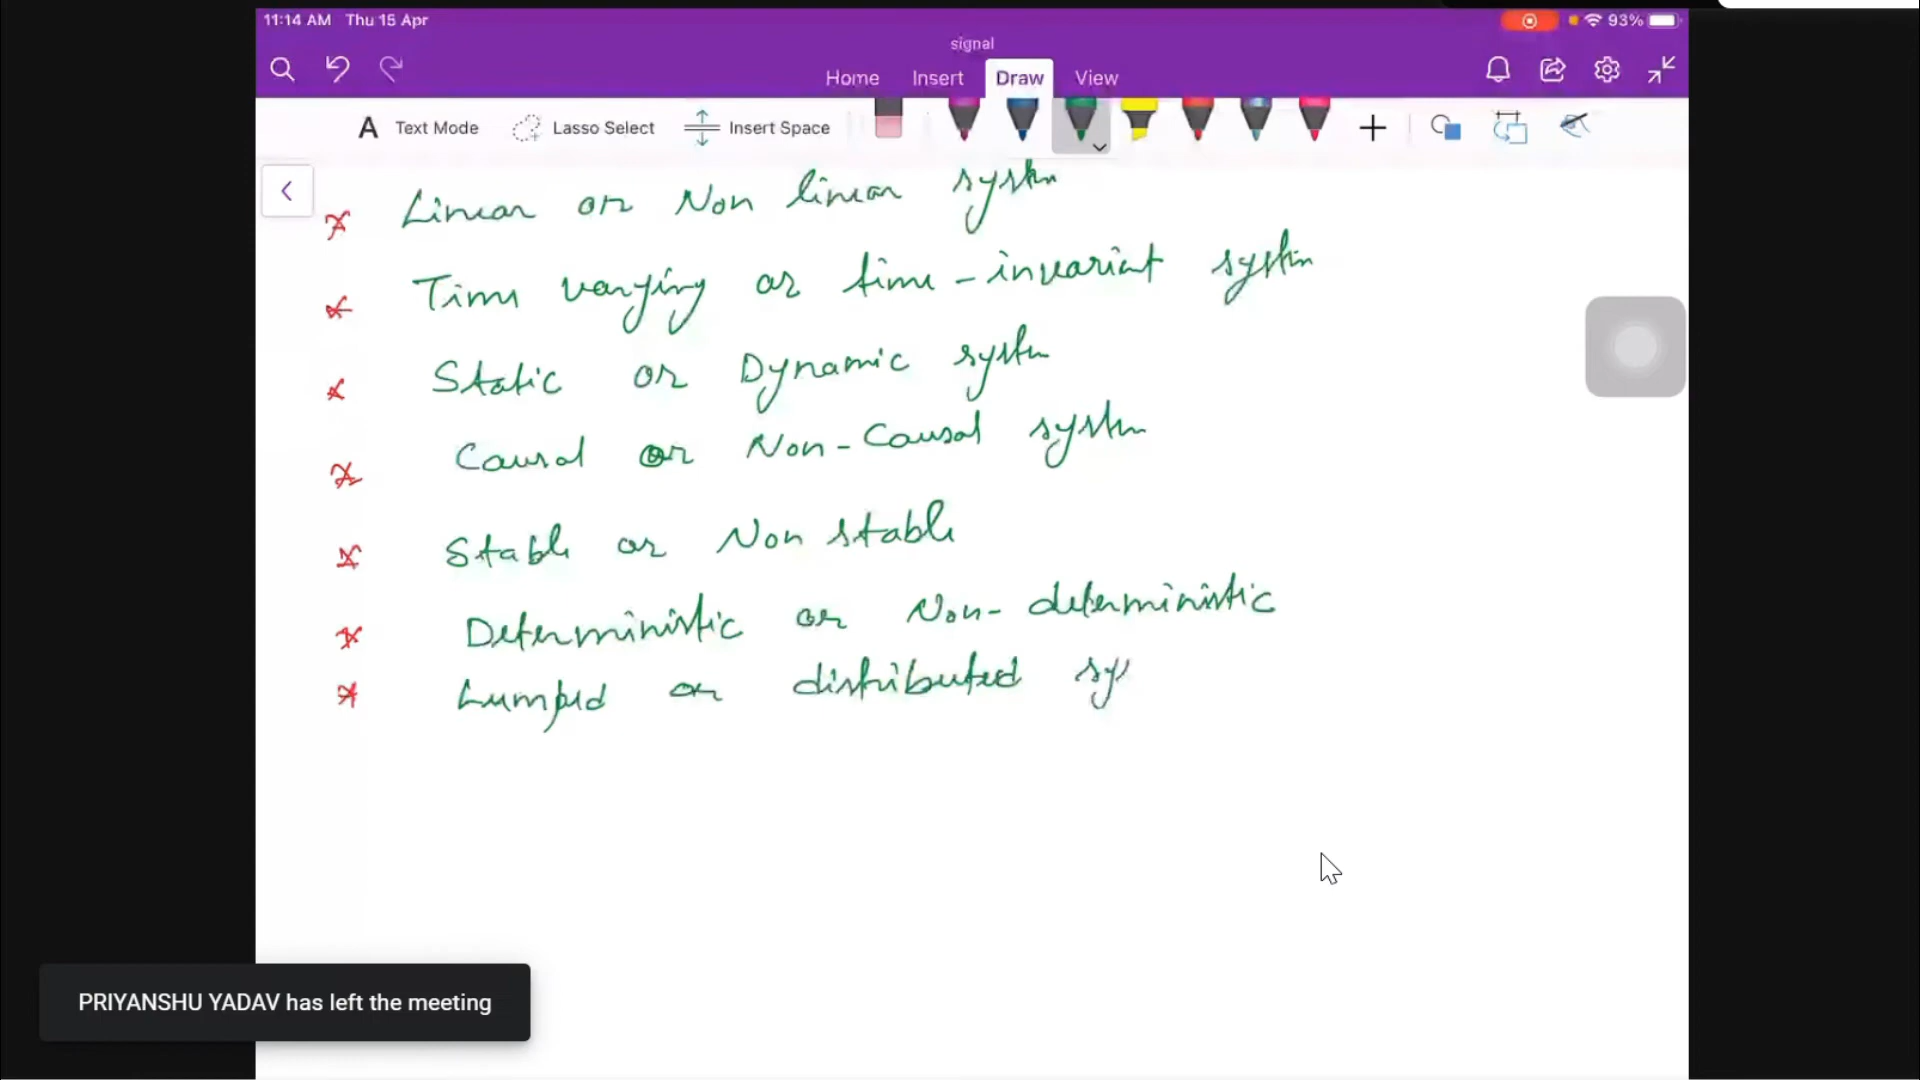 11:14 AM Thu 15 Apr
93%
signal
Home Insert Draw View
A Text Mode Lasso Select Insert Space
Linear or Non linear system
Time varying or time-invariant system
Static or Dynamic system
Causal or Non-Causal system
Stable or Non stable
Deterministic or Non-deterministic
Lumped or distributed sy
PRIYANSHU YADAV has left the meeting